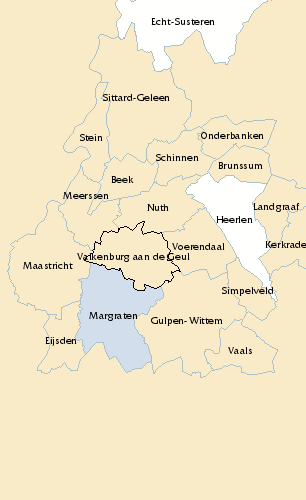 Echt-Susteren
Sittard-Geleen
Stein
Onderbanken
Schinnen
Brunssum
Beek
Meerssen
Nuth
Landgraaf
Heerlen
Voerendaal
Kerkrade
Valkenburg aan de Geul
Maastricht
Simpelveld
Margraten
Gulpen- Wittem
Eijsden
Vaals